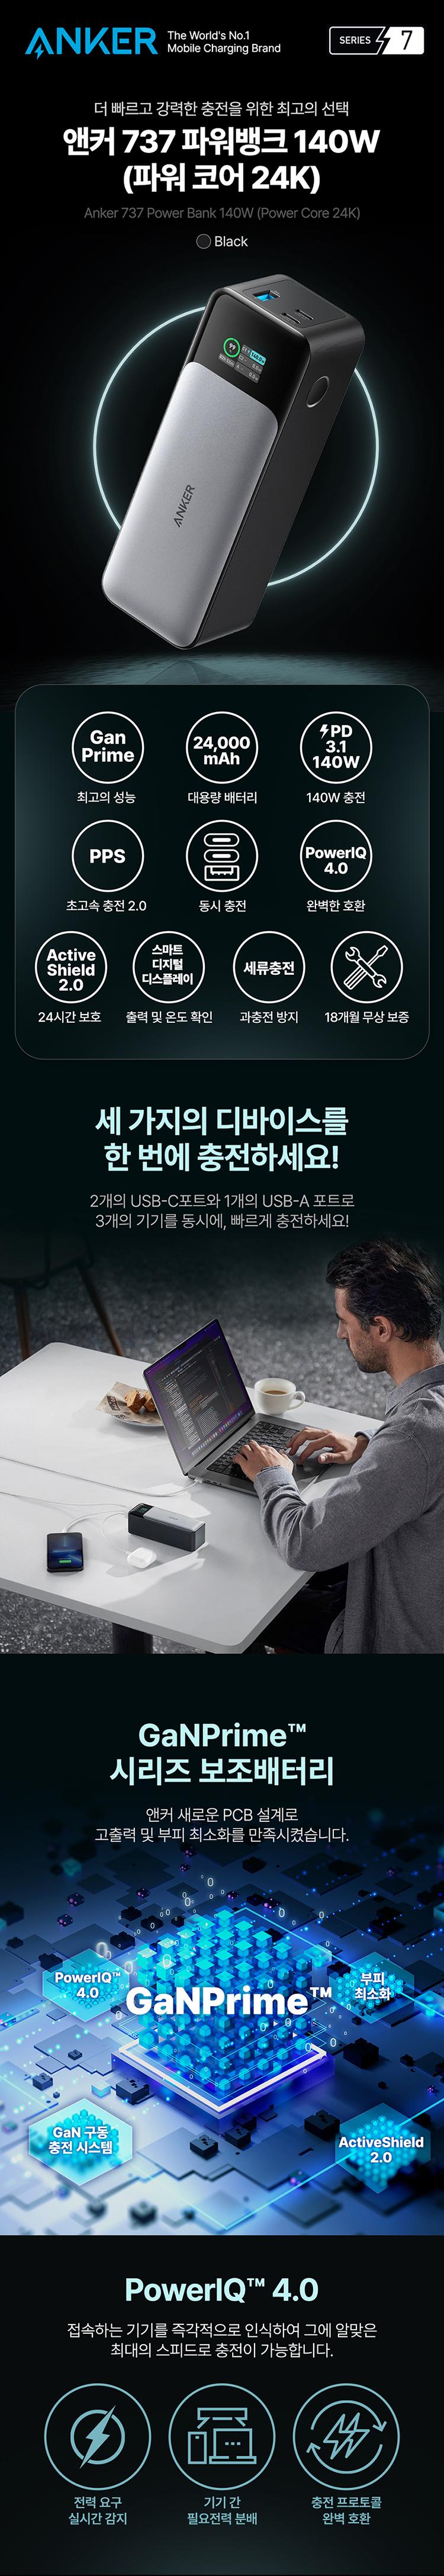 ANKER
The World's No.1
Mobile Charging Brand
SERIES 7
더 빠르고 강력한 충전을 위한 최고의 선택
앤커 737 파워뱅크 140W
(파워 코어 24K)
Anker 737 Power Bank 140W (Power Core 24K)
Black
ANKER
Gan
Prime
최고의 성능
24,000
mAh
대용량 배터리
PD
3.1
140W
140W 충전
PPS
초고속 충전 2.0
동시 충전
PowerIQ
4.0
완벽한 호환
Active
Shield
2.0
24시간 보호
스마트
디지털
디스플레이
출력 및 온도 확인
세류충전
과충전 방지
18개월 무상 보증
세 가지의 디바이스를
한 번에 충전하세요!
2개의 USB-C포트와 1개의 USB-A 포트로
3개의 기기를 동시에, 빠르게 충전하세요!
GaNPrime™
시리즈 보조배터리
앤커 새로운 PCB 설계로
고출력 및 부피 최소화를 만족시켰습니다.
PowerIQ™
4.0
GaNPrime™
부피
최소화
GaN 구동
충전 시스템
ActiveShield
2.0
PowerIQ™ 4.0
접속하는 기기를 즉각적으로 인식하여 그에 알맞은
최대의 스피드로 충전이 가능합니다.
전력 요구
실시간 감지
기기 간
필요전력 분배
충전 프로토콜
완벽 호환